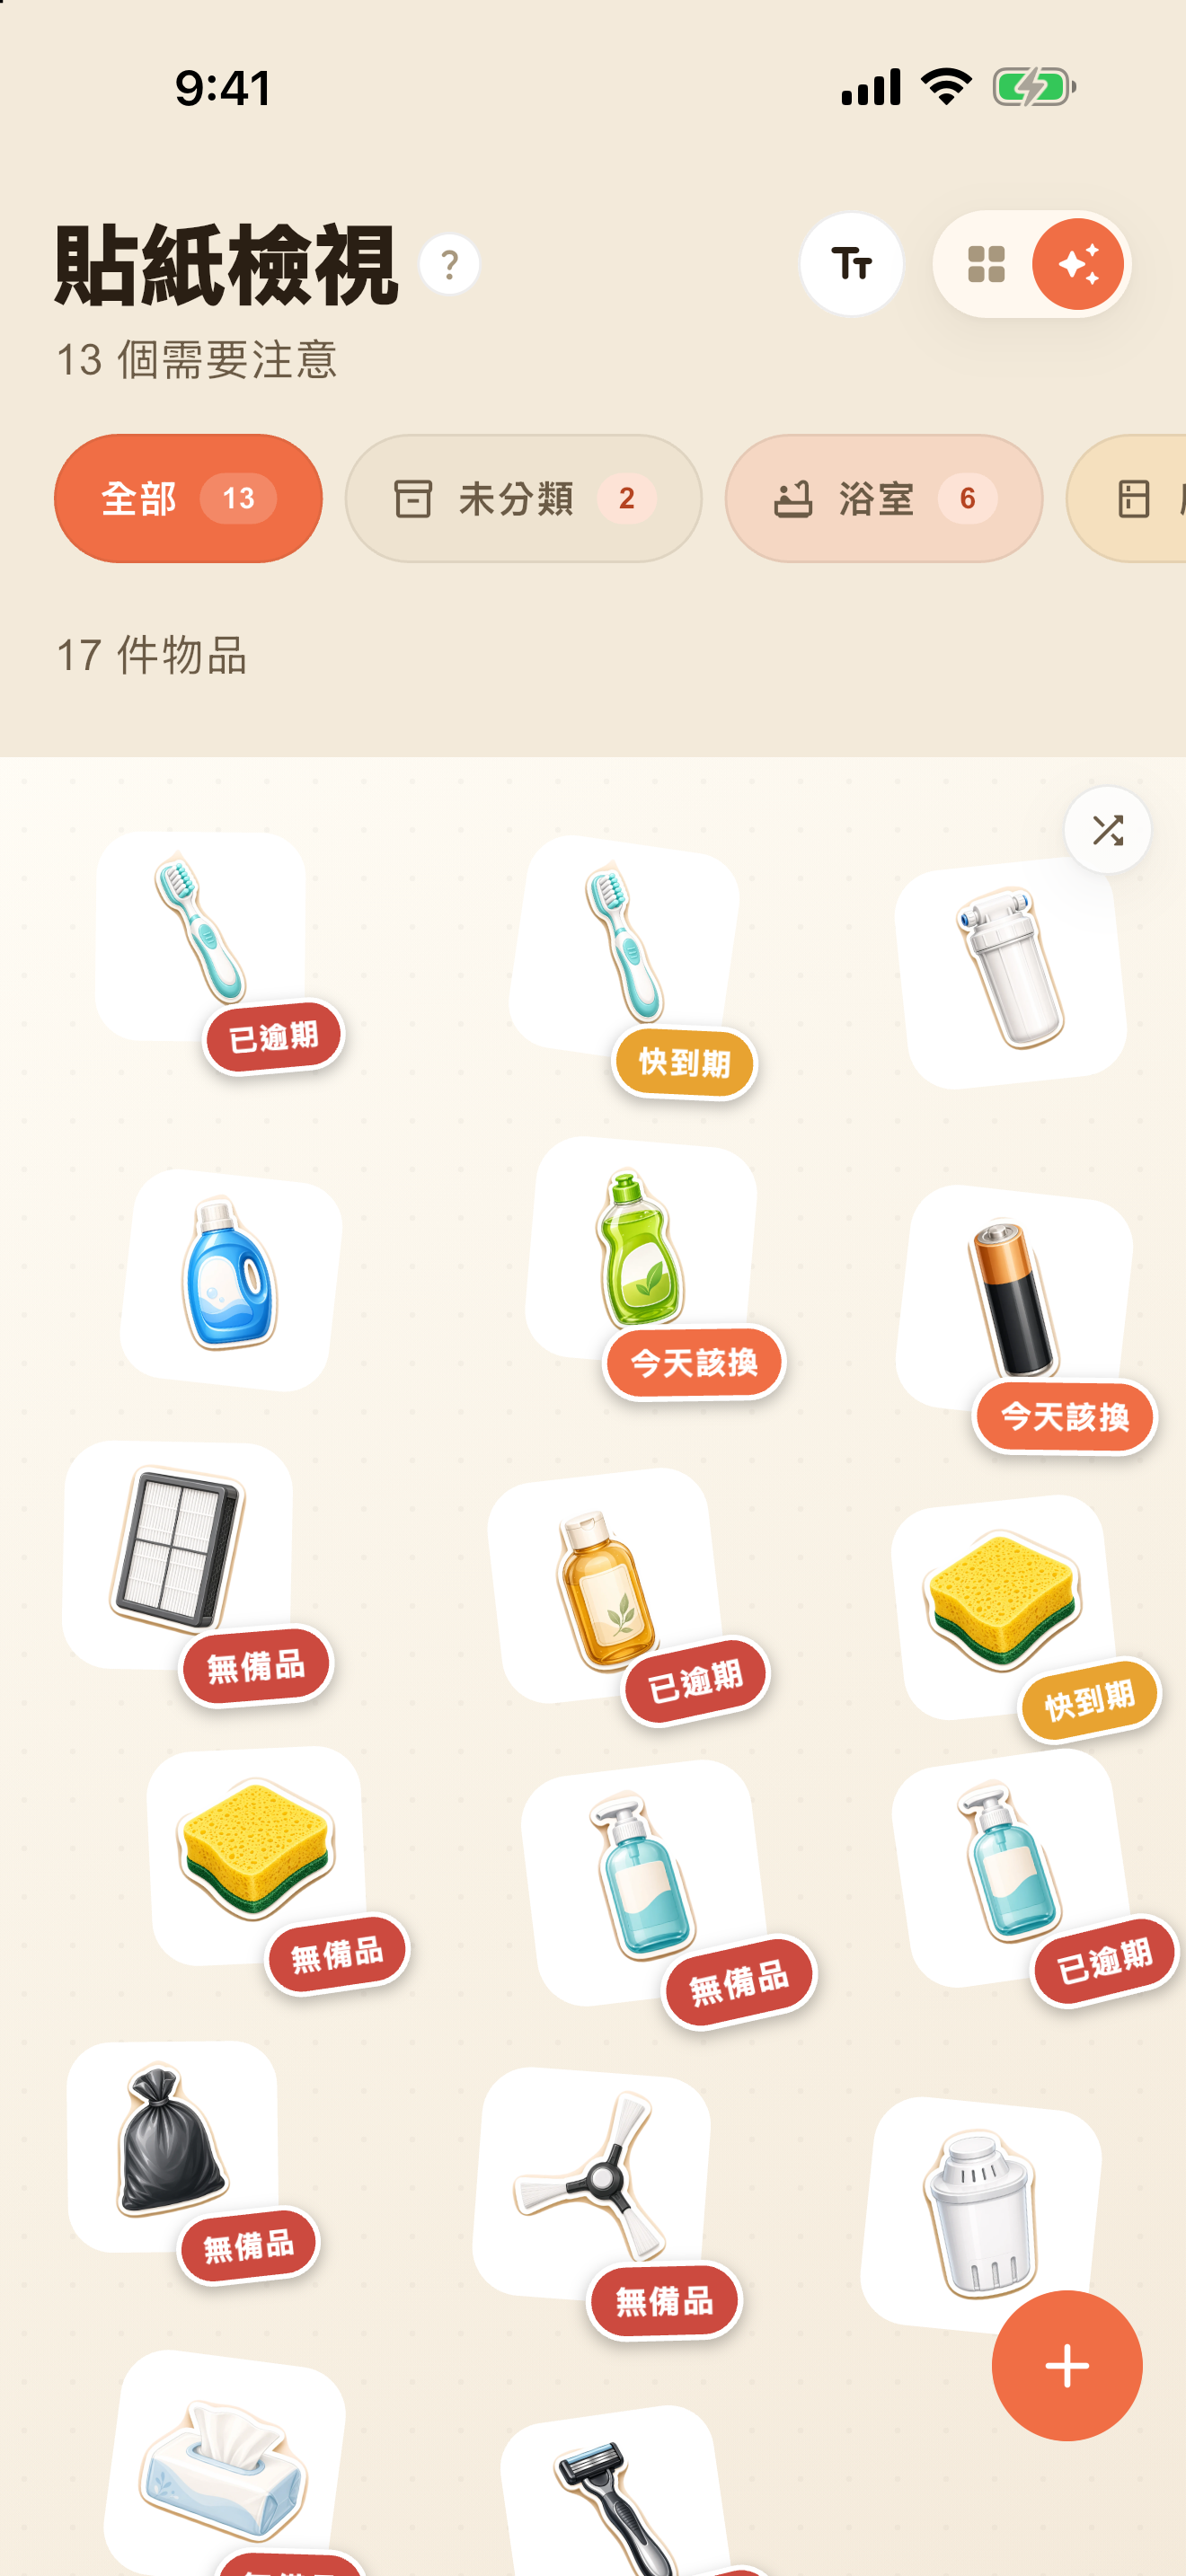 9:41
貼紙檢視 ?
Tт
13 個需要注意
全部 13
未分類 2
浴室 6
17 件物品
已逾期
快到期
今天該換
今天該換
無備品
已逾期
快到期
無備品
無備品
已逾期
無備品
無備品